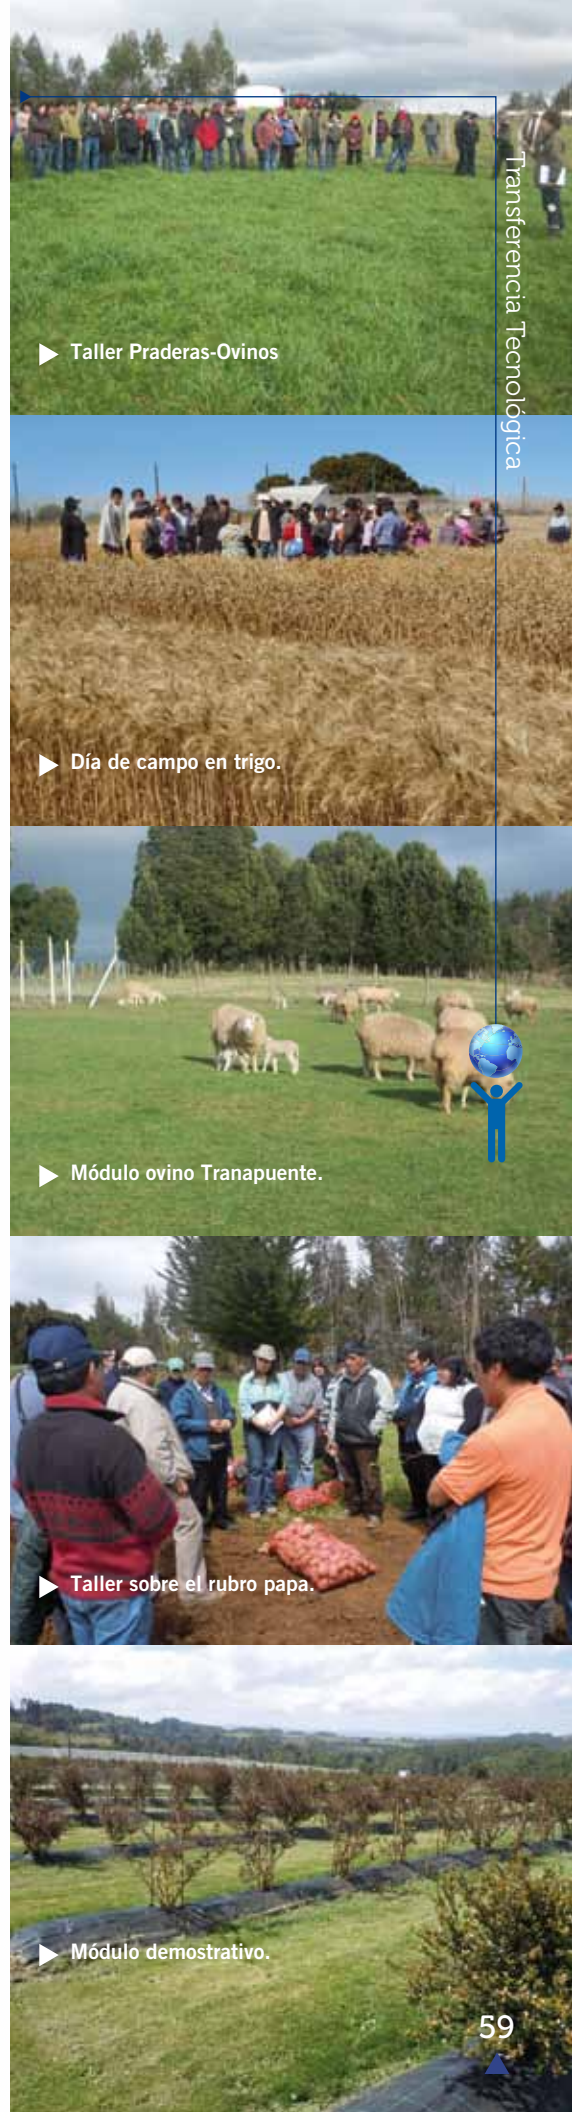 Transferencia Tecnológica
Taller Praderas-Ovinos
Día de campo en trigo.
Módulo ovino Tranapuente.
Taller sobre el rubro papa.
Módulo demostrativo.
59